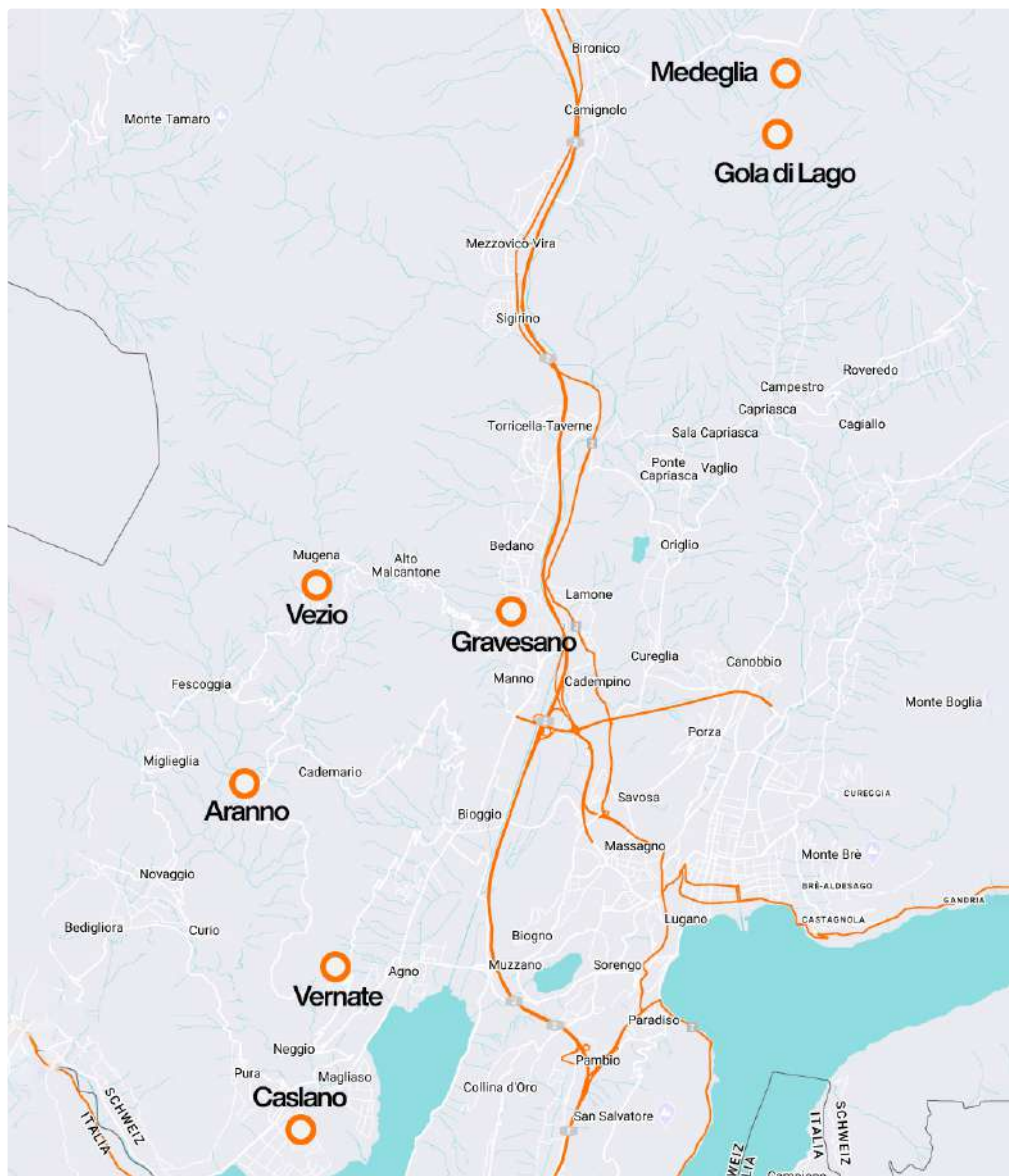 Bironico
Medeglia
Camignolo
Monte Tamaro
Gola di Lago
Mezzovico-Vira
Sigirino
Roveredo
Campestro
Capriasca
Cagiallo
Torricella-Taverne
Sala Capriasca
Ponte
Capriasca
Vaglio
Bedano
Origlio
Mugena
Alto
Malcantone
Vezio
Lamone
Gravesano
Cureglia
Canobbio
Manno
Cadempino
Fescoggia
Monte Boglia
Porza
Miglieglia
Cademario
Aranno
CUREGGIA
Savosa
Bioggio
Massagno
Monte Brè
Novaggio
BRÈ-ALDESAGO
GANDRIA
CASTAGNOLA
Lugano
Bedigliora
Curio
Biogno
Muzzano
Sorengo
Agno
Vernate
Paradiso
Neggio
Pambio
Pura
Magliaso
Collina d'Oro
Caslano
San Salvatore
SCHWEIZ
ITALIA
SCHWEIZ
ITALIA